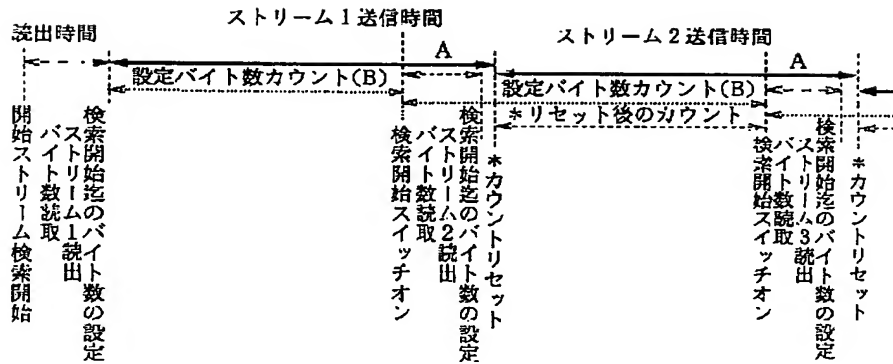 ストリーム1送信時間
読出時間
A
ストリーム2送信時間
A
設定バイト数カウント(B)
設定バイト数カウント(B)
*リセット後のカウント
開始ストリーム検索開始
バイト数読取
ストリーム1読出
検索開始迄のバイト数の設定
検索開始スイッチオン
バイト数読取
ストリーム2読出
検索開始迄のバイト数の設定
*カウントリセット
検索開始スイッチオン
バイト数読取
ストリーム3読出
検索開始迄のバイト数の設定
*カウントリセット